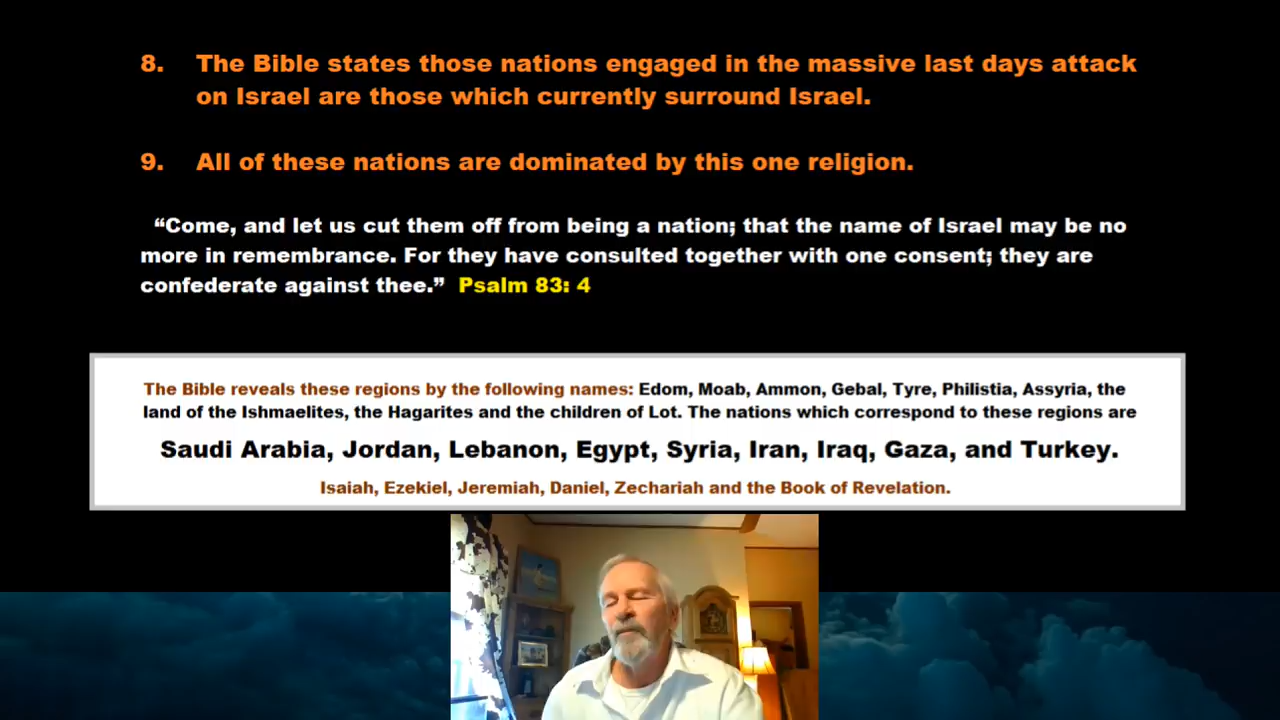 8. The Bible states those nations engaged in the massive last days attack
on Israel are those which currently surround Israel.
9. All of these nations are dominated by this one religion.
“Come, and let us cut them off from being a nation; that the name of Israel may be no
more in remembrance. For they have consulted together with one consent; they are
confederate against thee.” Psalm 83: 4
The Bible reveals these regions by the following names: Edom, Moab, Ammon, Gebal, Tyre, Philistia, Assyria, the
land of the Ishmaelites, the Hagarites and the children of Lot. The nations which correspond to these regions are
Saudi Arabia, Jordan, Lebanon, Egypt, Syria, Iran, Iraq, Gaza, and Turkey.
Isaiah, Ezekiel, Jeremiah, Daniel, Zechariah and the Book of Revelation.